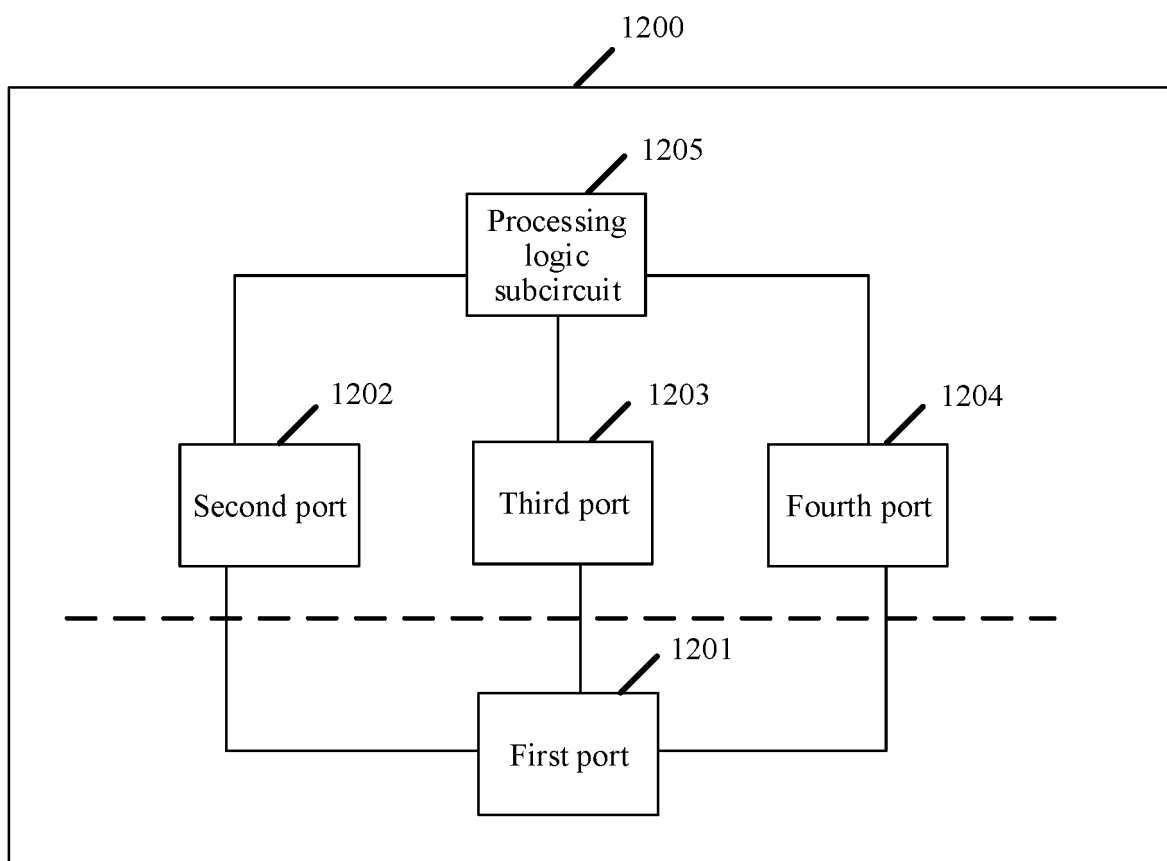 1200
1205
Processing
logic
subcircuit
1202
1203
1204
Second port
Third port
Fourth port
1201
First port